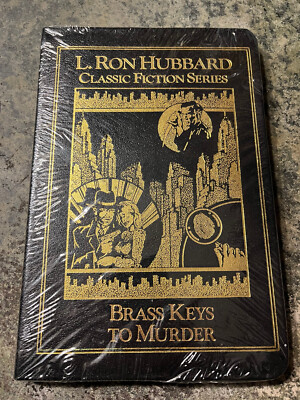 L. RON HUBBARD
CLASSIC FICTION SERIES
BRASS KEYS
TO MURDER